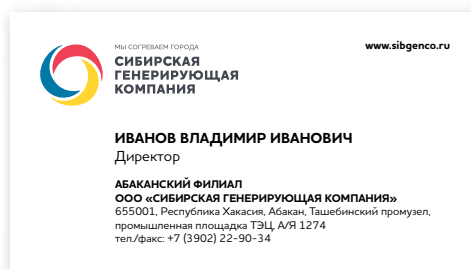 МЫ СОГРЕВАЕМ ГОРОДА
www.sibgenco.ru
СИБИРСКАЯ
ГЕНЕРИРУЮЩАЯ
КОМПАНИЯ
ИВАНОВ ВЛАДИМИР ИВАНОВИЧ
Директор
АБАКАНСКИЙ ФИЛИАЛ
ООО «СИБИРСКАЯ ГЕНЕРИРУЮЩАЯ КОМПАНИЯ»
655001, Республика Хакасия, Абакан, Ташебинский промузел,
промышленная площадка ТЭЦ, А/Я 1274
тел./факс: +7 (3902) 22-90-34